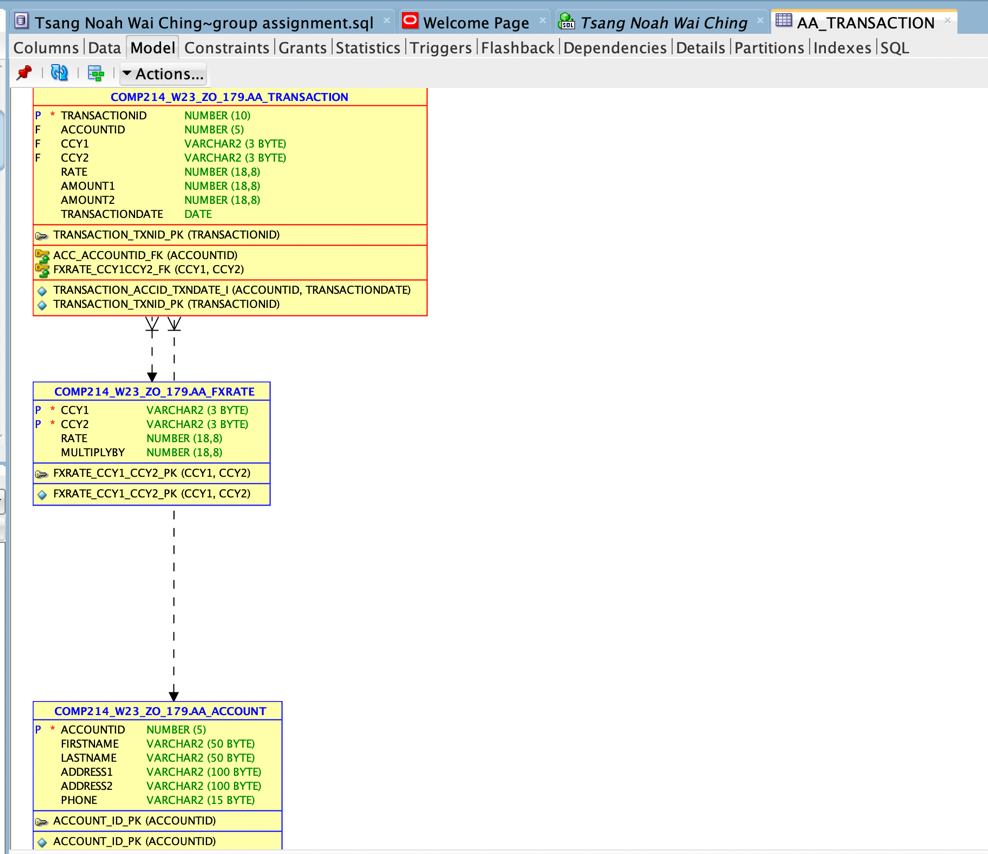 Tsang Noah Wai Ching~group assignment.sql × Welcome Page × Tsang Noah Wai Ching × AA_TRANSACTION ×
Columns Data Model Constraints Grants Statistics Triggers Flashback Dependencies Details Partitions Indexes SQL
Actions...
COMP214_W23_ZO_179.AA_TRANSACTION
P * TRANSACTIONID NUMBER (10)
F ACCOUNTID NUMBER (5)
F CCY1 VARCHAR2 (3 BYTE)
F CCY2 VARCHAR2 (3 BYTE)
RATE NUMBER (18,8)
AMOUNT1 NUMBER (18,8)
AMOUNT2 NUMBER (18,8)
TRANSACTIONDATE DATE
TRANSACTION_TXNID_PK (TRANSACTIONID)
ACC_ACCOUNTID_FK (ACCOUNTID)
FXRATE_CCY1CCY2_FK (CCY1, CCY2)
TRANSACTION_ACCID_TXNDATE_I (ACCOUNTID, TRANSACTIONDATE)
TRANSACTION_TXNID_PK (TRANSACTIONID)
COMP214_W23_ZO_179.AA_FXRATE
P * CCY1 VARCHAR2 (3 BYTE)
P * CCY2 VARCHAR2 (3 BYTE)
RATE NUMBER (18,8)
MULTIPLYBY NUMBER (18,8)
FXRATE_CCY1_CCY2_PK (CCY1, CCY2)
FXRATE_CCY1_CCY2_PK (CCY1, CCY2)
COMP214_W23_ZO_179.AA_ACCOUNT
P * ACCOUNTID NUMBER (5)
FIRSTNAME VARCHAR2 (50 BYTE)
LASTNAME VARCHAR2 (50 BYTE)
ADDRESS1 VARCHAR2 (100 BYTE)
ADDRESS2 VARCHAR2 (100 BYTE)
PHONE VARCHAR2 (15 BYTE)
ACCOUNT_ID_PK (ACCOUNTID)
ACCOUNT_ID_PK (ACCOUNTID)